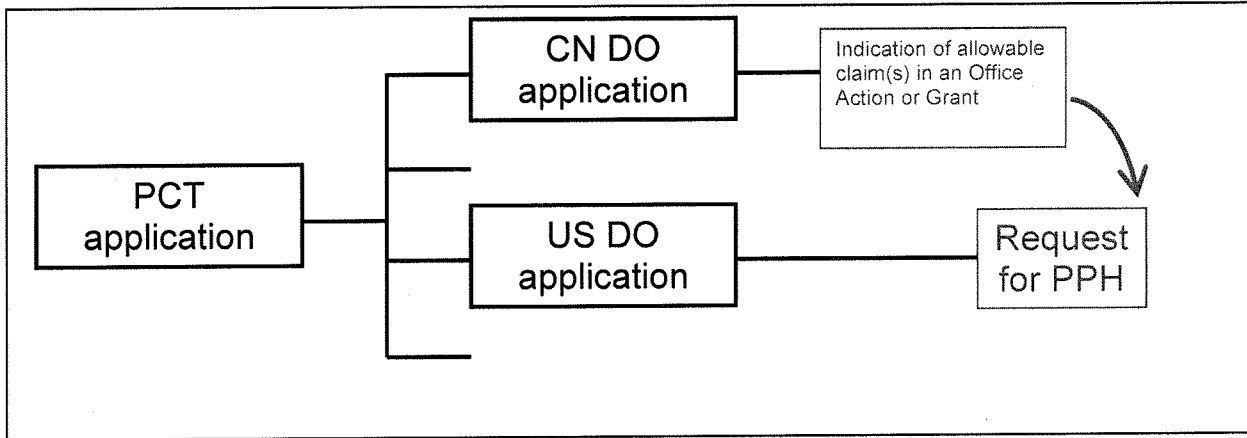 CN DO
application
Indication of allowable
claim(s) in an Office
Action or Grant
PCT
application
US DO
application
Request
for PPH